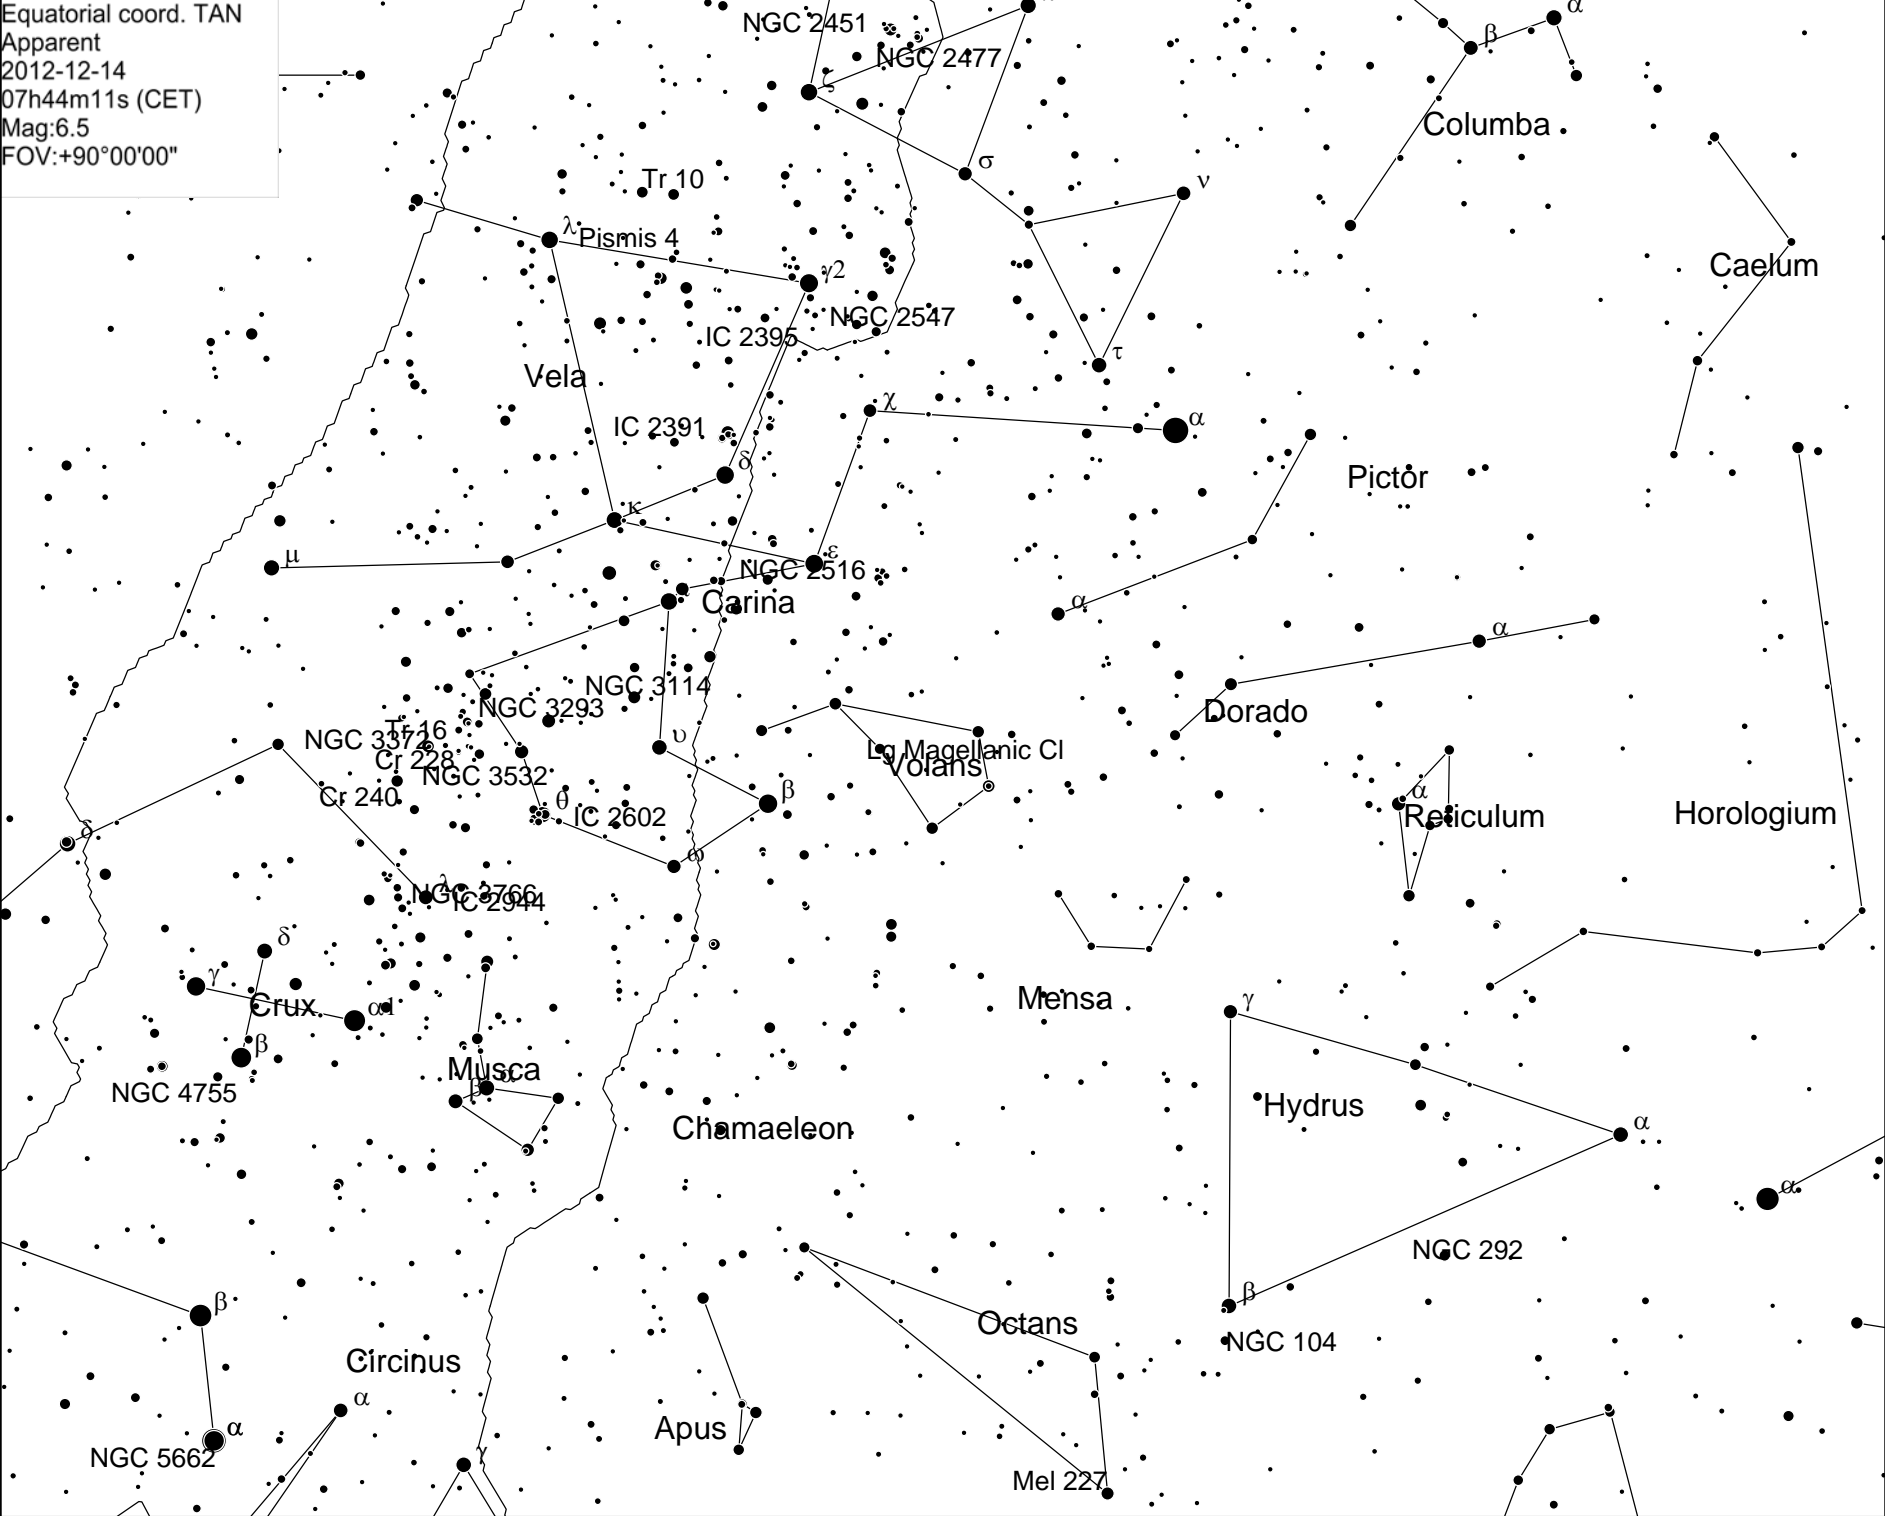 Equatorial coord. TAN
Apparent
2012-12-14
07h44m11s (CET)
Mag:6.5
FOV:+90°00'00"
NGC 2451
NGC 2477
ζ
β
α
Columba
σ
ν
Tr 10
λ
Pismis 4
γ2
Caelum
NGC 2547
IC 2395
τ
Vela
χ
α
IC 2391
δ
Pictor
κ
μ
ε
NGC 2516
Carina
α
α
Dorado
NGC 3114
NGC 3293
Tr 16
NGC 3372
Cr 228
NGC 3532
υ
Lg Magellanic Cl
Volans
Cr 240
θ
IC 2602
β
α
Reticulum
Horologium
δ
ω
λ
NGC 3766
IC 2944
δ
γ
Crux
α1
Mensa
γ
β
NGC 4755
Musca
α
β
Hydrus
Chamaeleon
α
α
NGC 292
β
NGC 104
β
Octans
Circinus
α
α
Apus
NGC 5662
γ
Mel 227